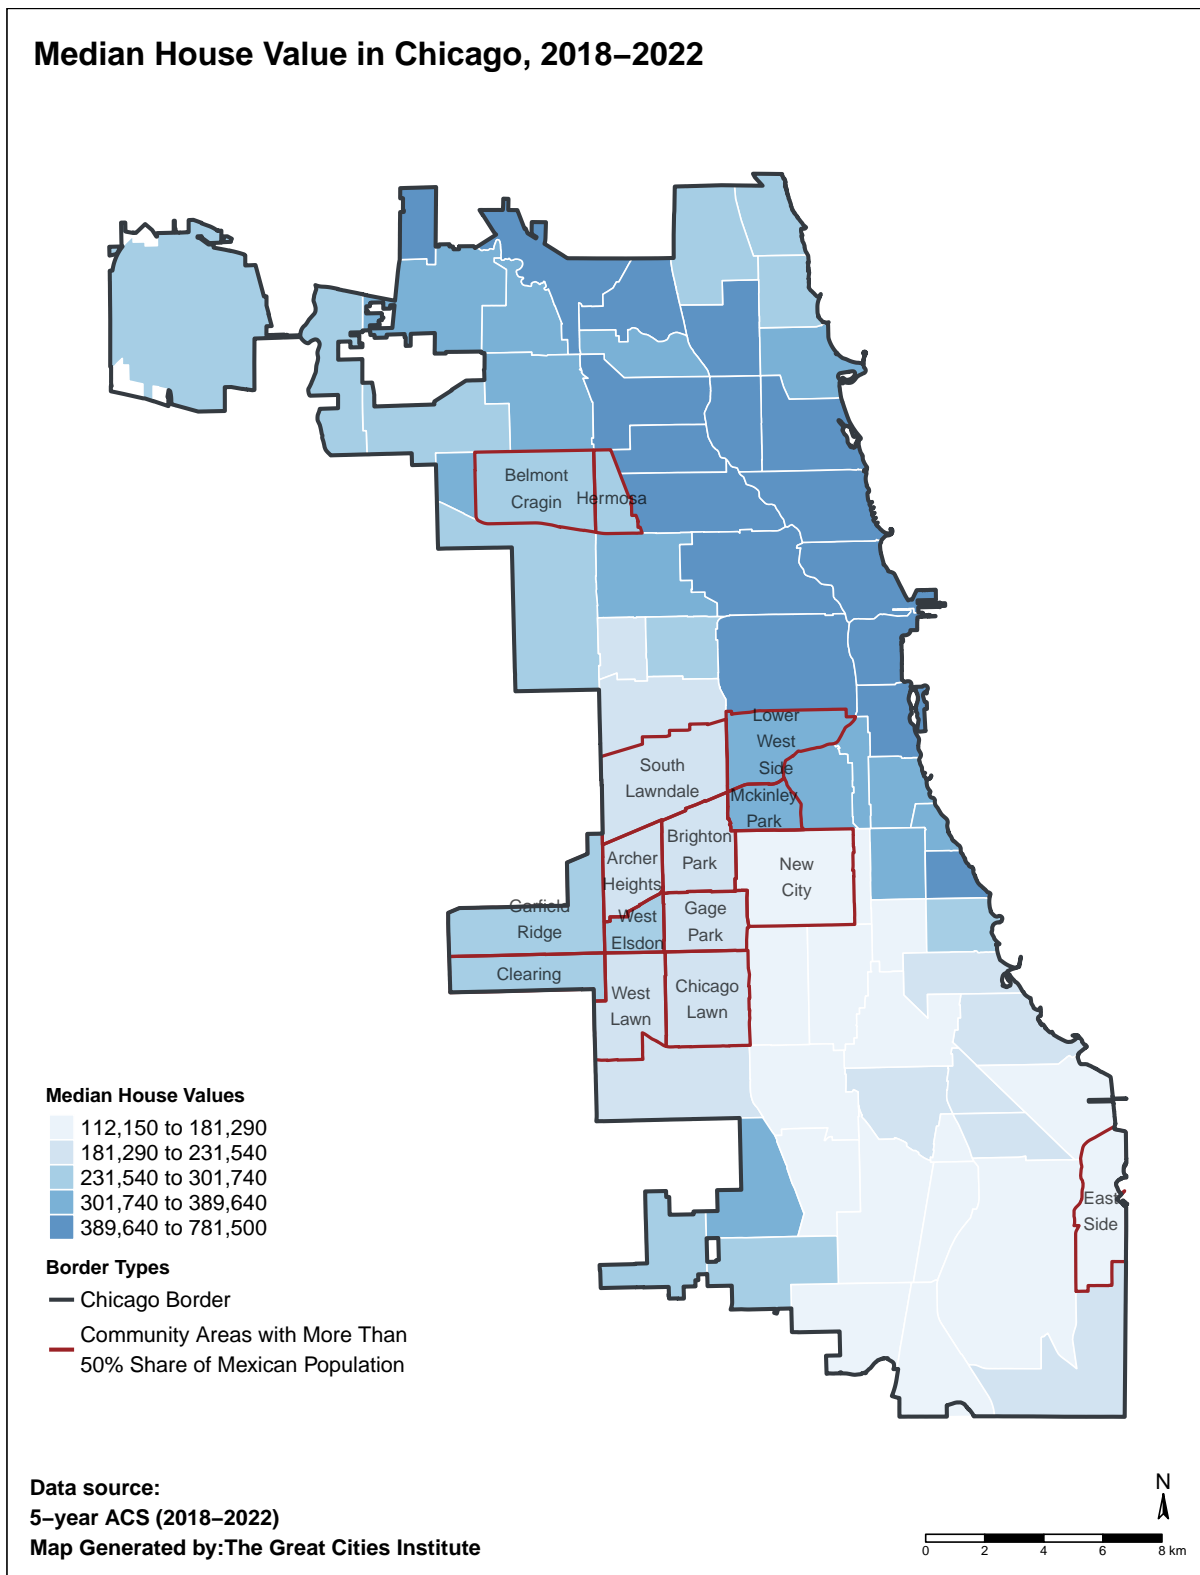 Median House Value in Chicago, 2018−2022
Belmont
Cragin
Hermosa
Lower
West
Side
South
Lawndale
Mckinley
Park
Brighton
Park
Archer
Heights
New
City
Garfield
Ridge
West
Elsdon
Gage
Park
Clearing
West
Lawn
Chicago
Lawn
East
Side
Median House Values
112,150 to 181,290
181,290 to 231,540
231,540 to 301,740
301,740 to 389,640
389,640 to 781,500
Border Types
Chicago Border
Community Areas with More Than
50% Share of Mexican Population
Data source:
5−year ACS (2018−2022)
Map Generated by:The Great Cities Institute
N
0 2 4 6 8 km